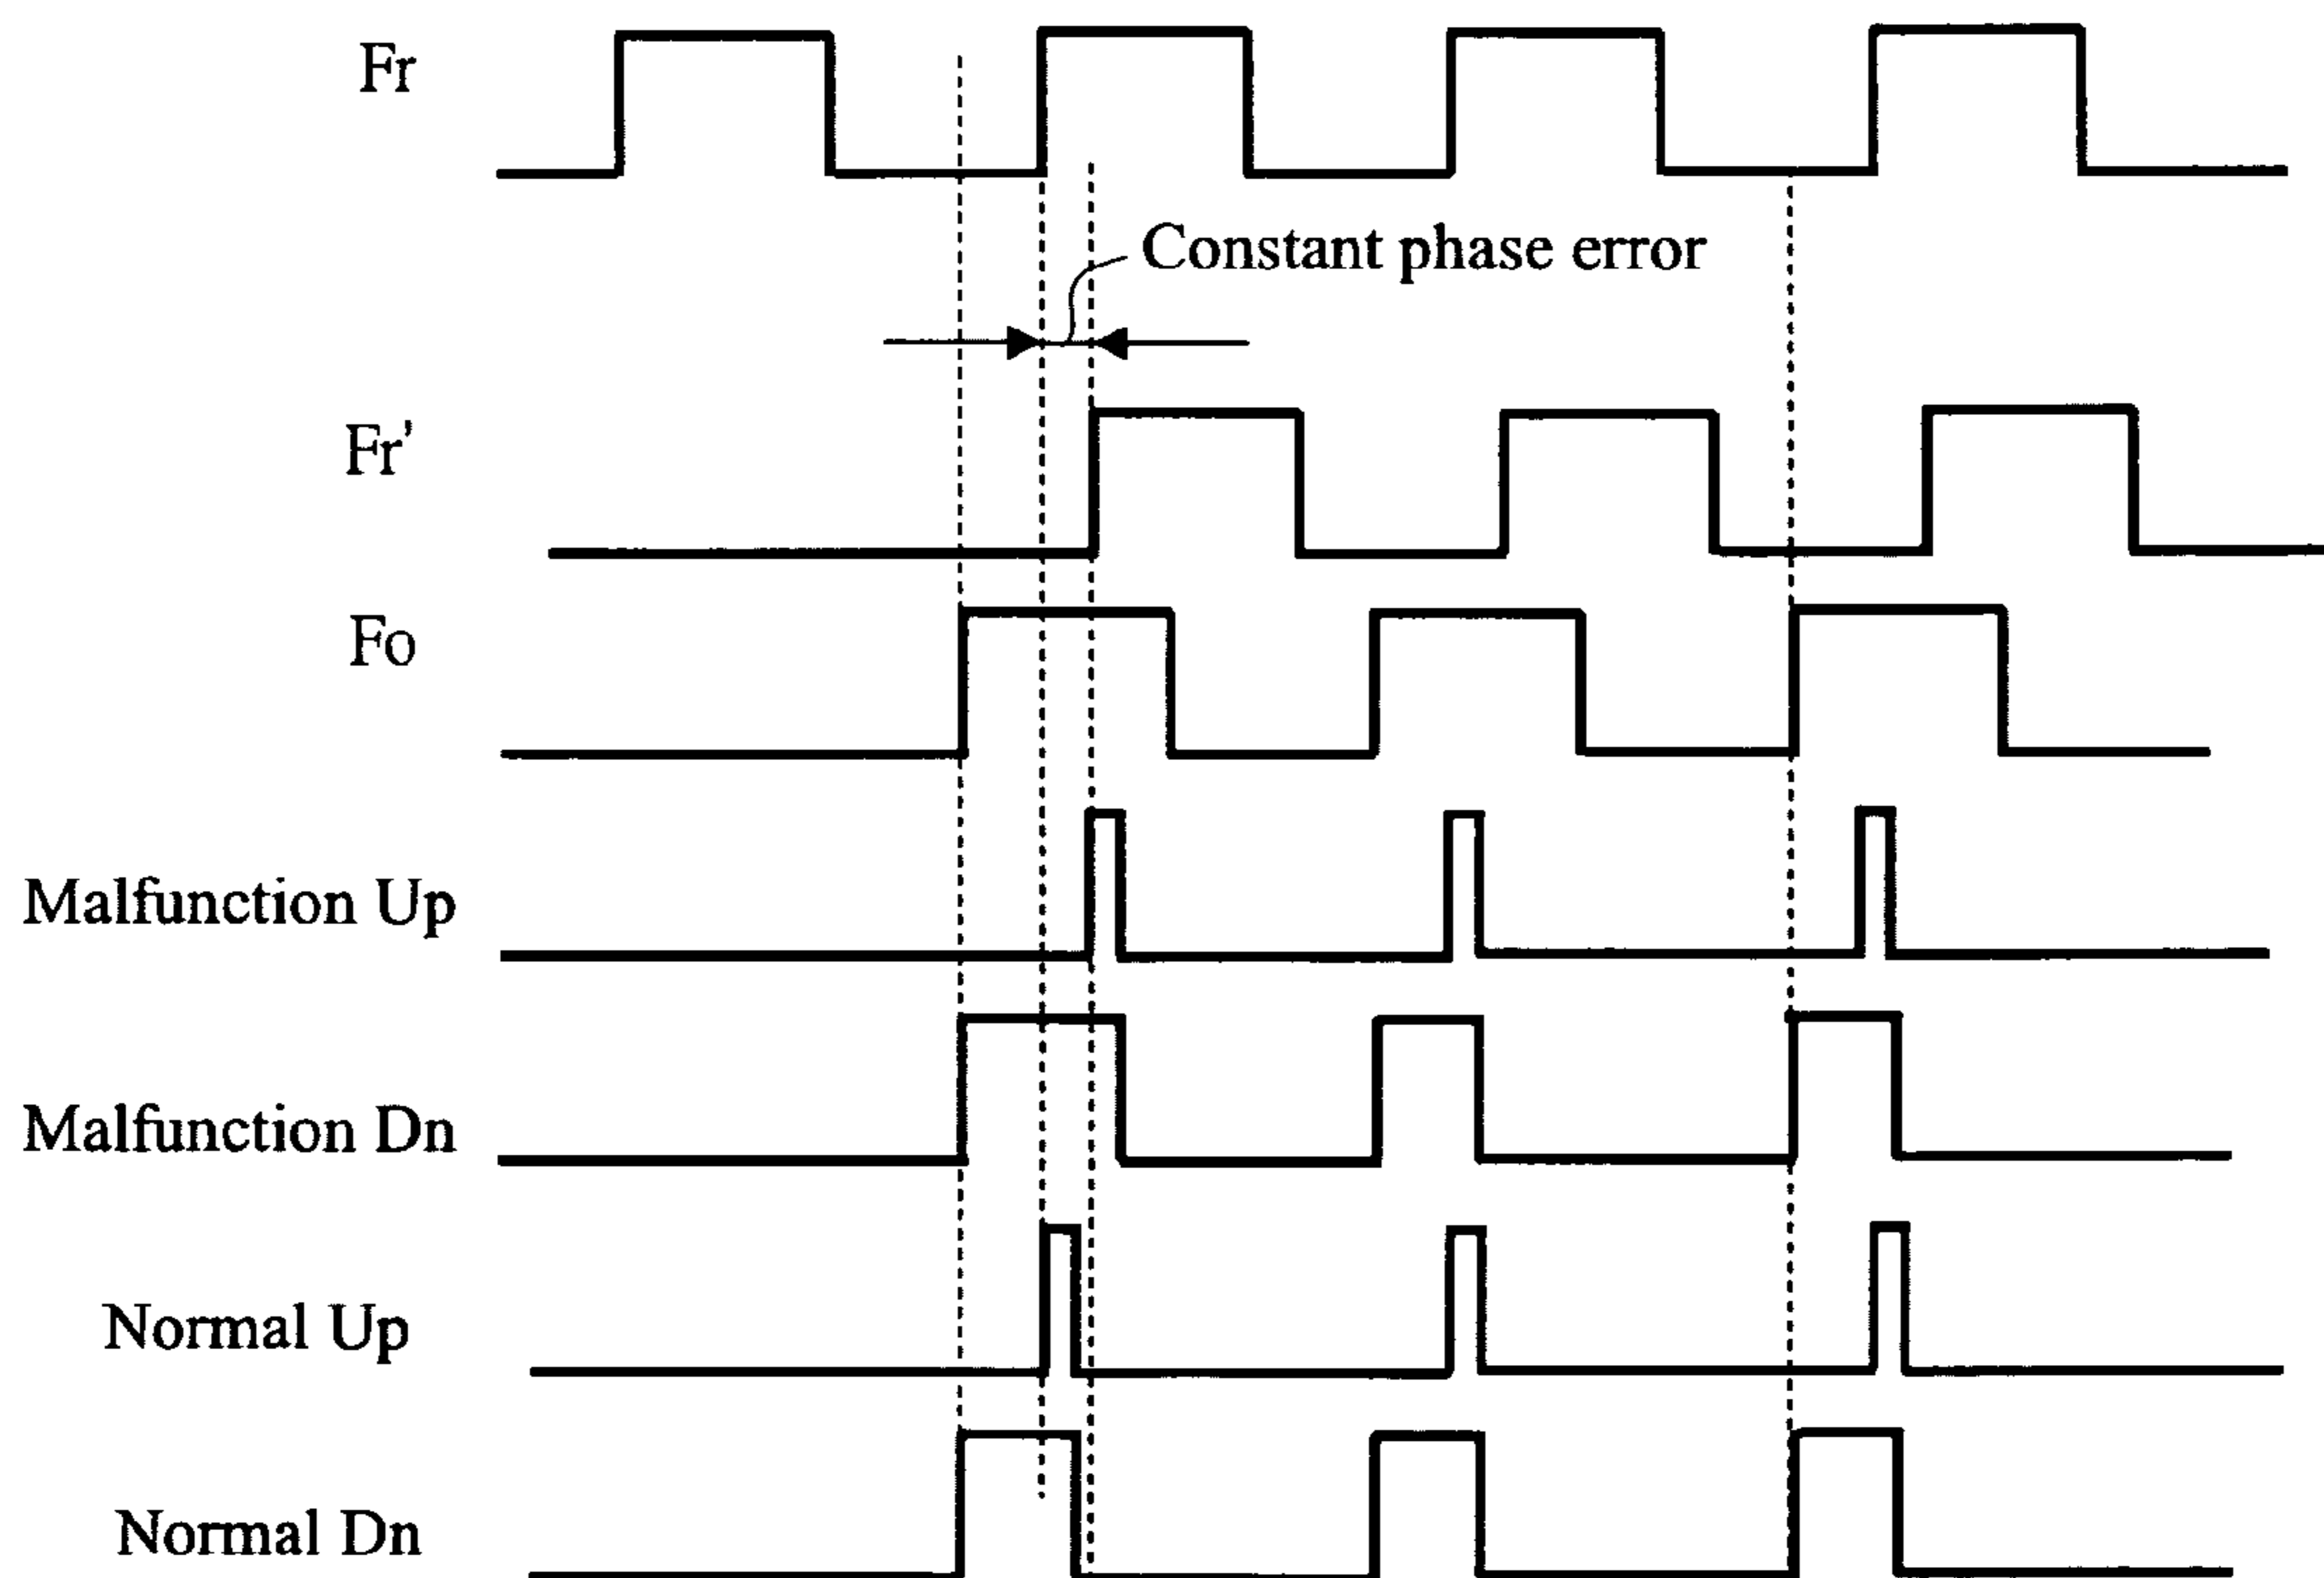 Fr
Constant phase error
Fr'
Fo
Malfunction Up
Malfunction Dn
Normal Up
Normal Dn